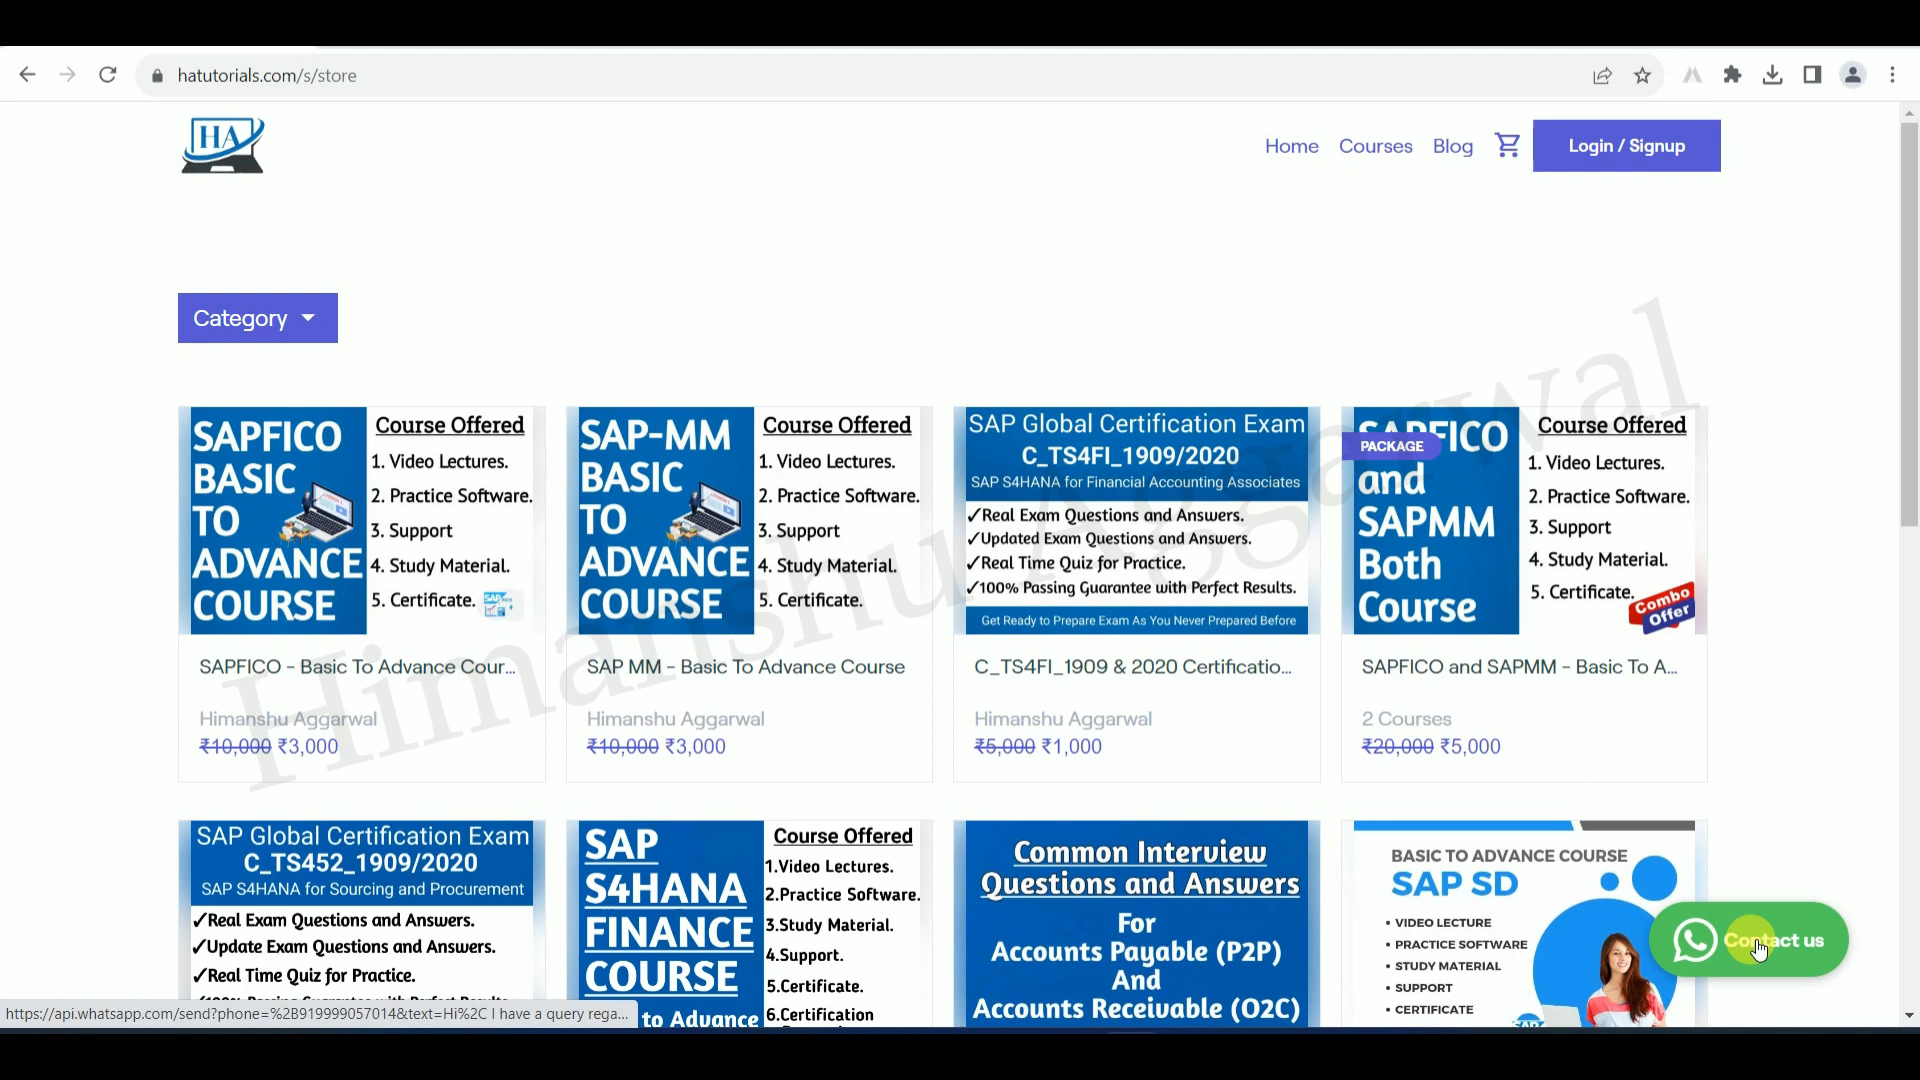 hatutorials.com/s/store
HA
Home
Courses
Blog
Login / Signup
Category
SAPFICO
BASIC
TO
ADVANCE
COURSE
Course Offered
1. Video Lectures.
2. Practice Software.
3. Support
4. Study Material.
5. Certificate.
SAPFICO - Basic To Advance Cour...
Himanshu Aggarwal
₹10,000 ₹3,000
SAP-MM
BASIC
TO
ADVANCE
COURSE
Course Offered
1. Video Lectures.
2. Practice Software.
3. Support
4. Study Material.
5. Certificate.
SAP MM - Basic To Advance Course
Himanshu Aggarwal
₹10,000 ₹3,000
SAP Global Certification Exam
C_TS4FI_1909/2020
SAP S4HANA for Financial Accounting Associates
✓Real Exam Questions and Answers.
✓Updated Exam Questions and Answers.
✓Real Time Quiz for Practice.
✓100% Passing Guarantee with Perfect Results.
Get Ready to Prepare Exam As You Never Prepared Before
C_TS4FI_1909 & 2020 Certificatio...
Himanshu Aggarwal
₹5,000 ₹1,000
PACKAGE
SAPFICO
and
SAPMM
Both
Course
Course Offered
1. Video Lectures.
2. Practice Software.
3. Support
4. Study Material.
5. Certificate.
Combo
Offer
SAPFICO and SAPMM - Basic To A...
2 Courses
₹20,000 ₹5,000
Himanshu Aggarwal
SAP Global Certification Exam
C_TS452_1909/2020
SAP S4HANA for Sourcing and Procurement
✓Real Exam Questions and Answers.
✓Update Exam Questions and Answers.
✓Real Time Quiz for Practice.
SAP
S4HANA
FINANCE
COURSE
to Advance
Course Offered
1.Video Lectures.
2.Practice Software.
3.Study Material.
4.Support.
5.Certificate.
6.Certification
Common Interview
Questions and Answers
For
Accounts Payable (P2P)
And
Accounts Receivable (O2C)
BASIC TO ADVANCE COURSE
SAP SD
• VIDEO LECTURE
• PRACTICE SOFTWARE
• STUDY MATERIAL
• SUPPORT
• CERTIFICATE
Contact us
https://api.whatsapp.com/send?phone=%2B919999057014&text=Hi%2C I have a query rega...